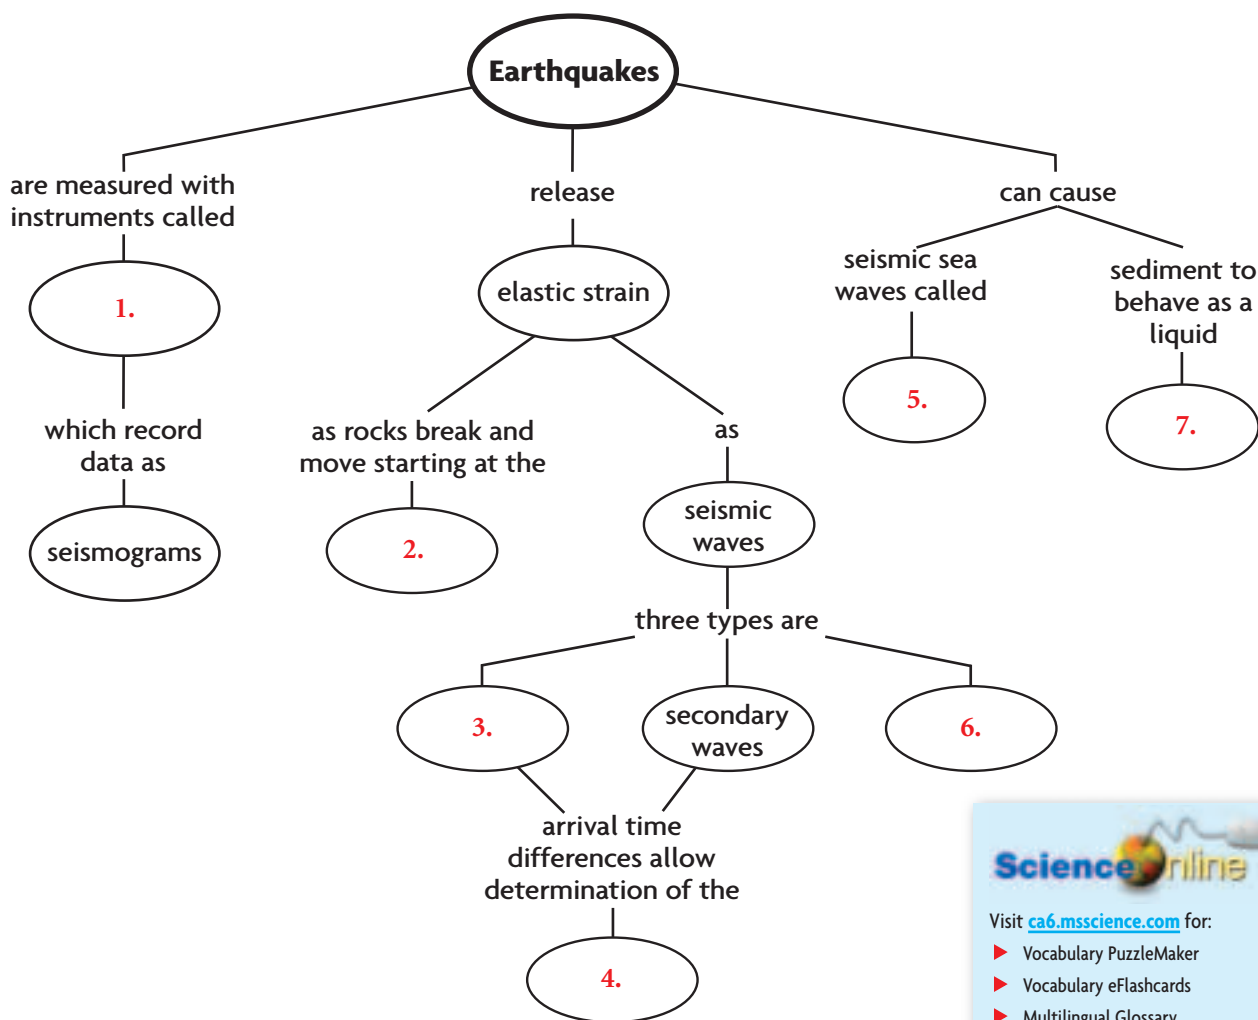 Earthquakes
are measured with
instruments called
1.
which record
data as
seismograms
release
elastic strain
as rocks break and
move starting at the
2.
as
seismic
waves
three types are
3.
secondary
waves
6.
arrival time
differences allow
determination of the
4.
can cause
seismic sea
waves called
5.
sediment to
behave as a
liquid
7.
Science Online
Visit ca6.msscience.com for:
Vocabulary PuzzleMaker
Vocabulary eFlashcards
Multilingual Glossary